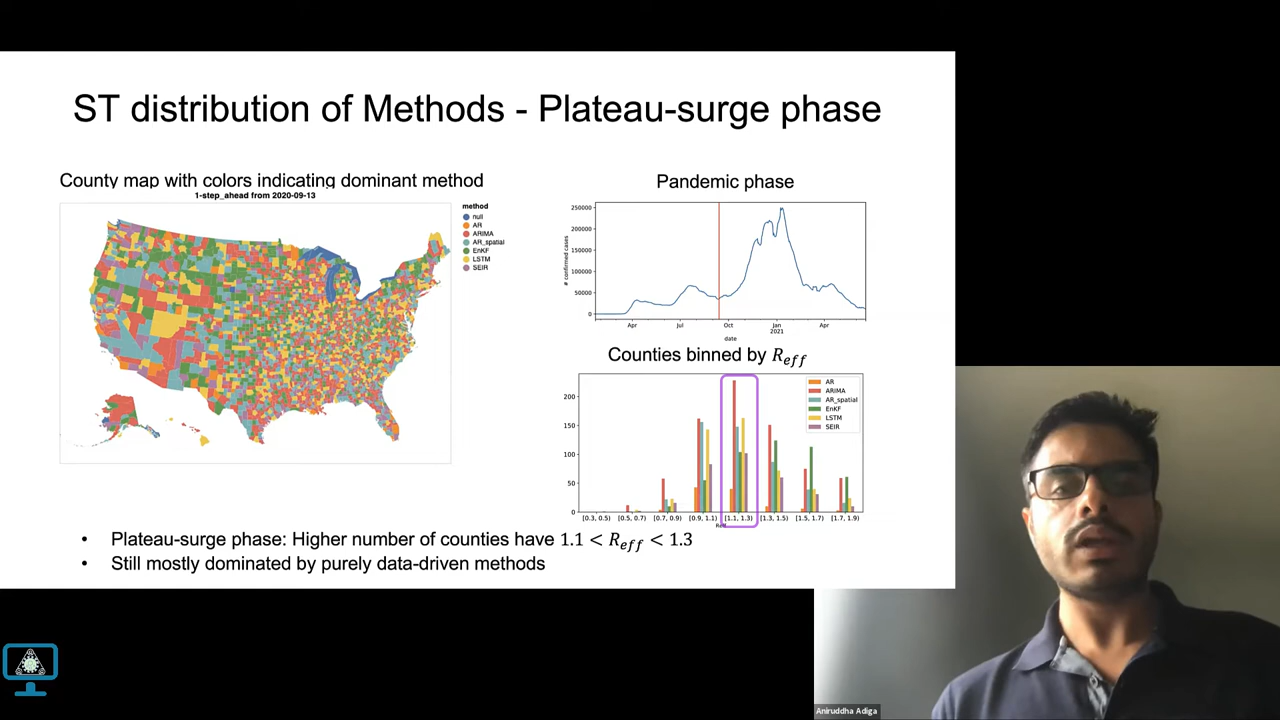 ST distribution of Methods - Plateau-surge phase
County map with colors indicating dominant method
1-step_ahead from 2020-09-13
method
null
AR
ARIMA
AR_spatial
EnKF
LSTM
SEIR
Pandemic phase
# confirmed cases
250000
200000
150000
100000
50000
0
Apr
Jul
Oct
Jan
2021
Apr
date
Counties binned by R_eff
200
150
100
50
0
AR
ARIMA
AR_spatial
EnKF
LSTM
SEIR
[0.3, 0.5) [0.5, 0.7) [0.7, 0.9) [0.9, 1.1) [1.1, 1.3) [1.3, 1.5) [1.5, 1.7) [1.7, 1.9)
• Plateau-surge phase: Higher number of counties have 1.1 < R_eff < 1.3
• Still mostly dominated by purely data-driven methods
Aniruddha Adiga